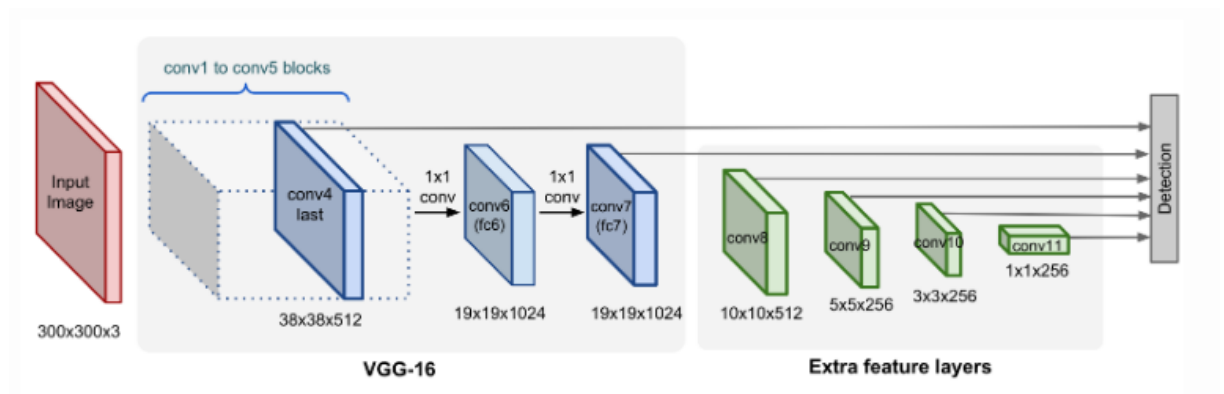 conv1 to conv5 blocks
Input
Image
300x300x3
conv4
last
38x38x512
1x1
conv
conv6
(fc6)
19x19x1024
1x1
conv
conv7
(fc7)
19x19x1024
VGG-16
conv8
10x10x512
conv9
5x5x256
conv10
3x3x256
conv11
1x1x256
Extra feature layers
Detection